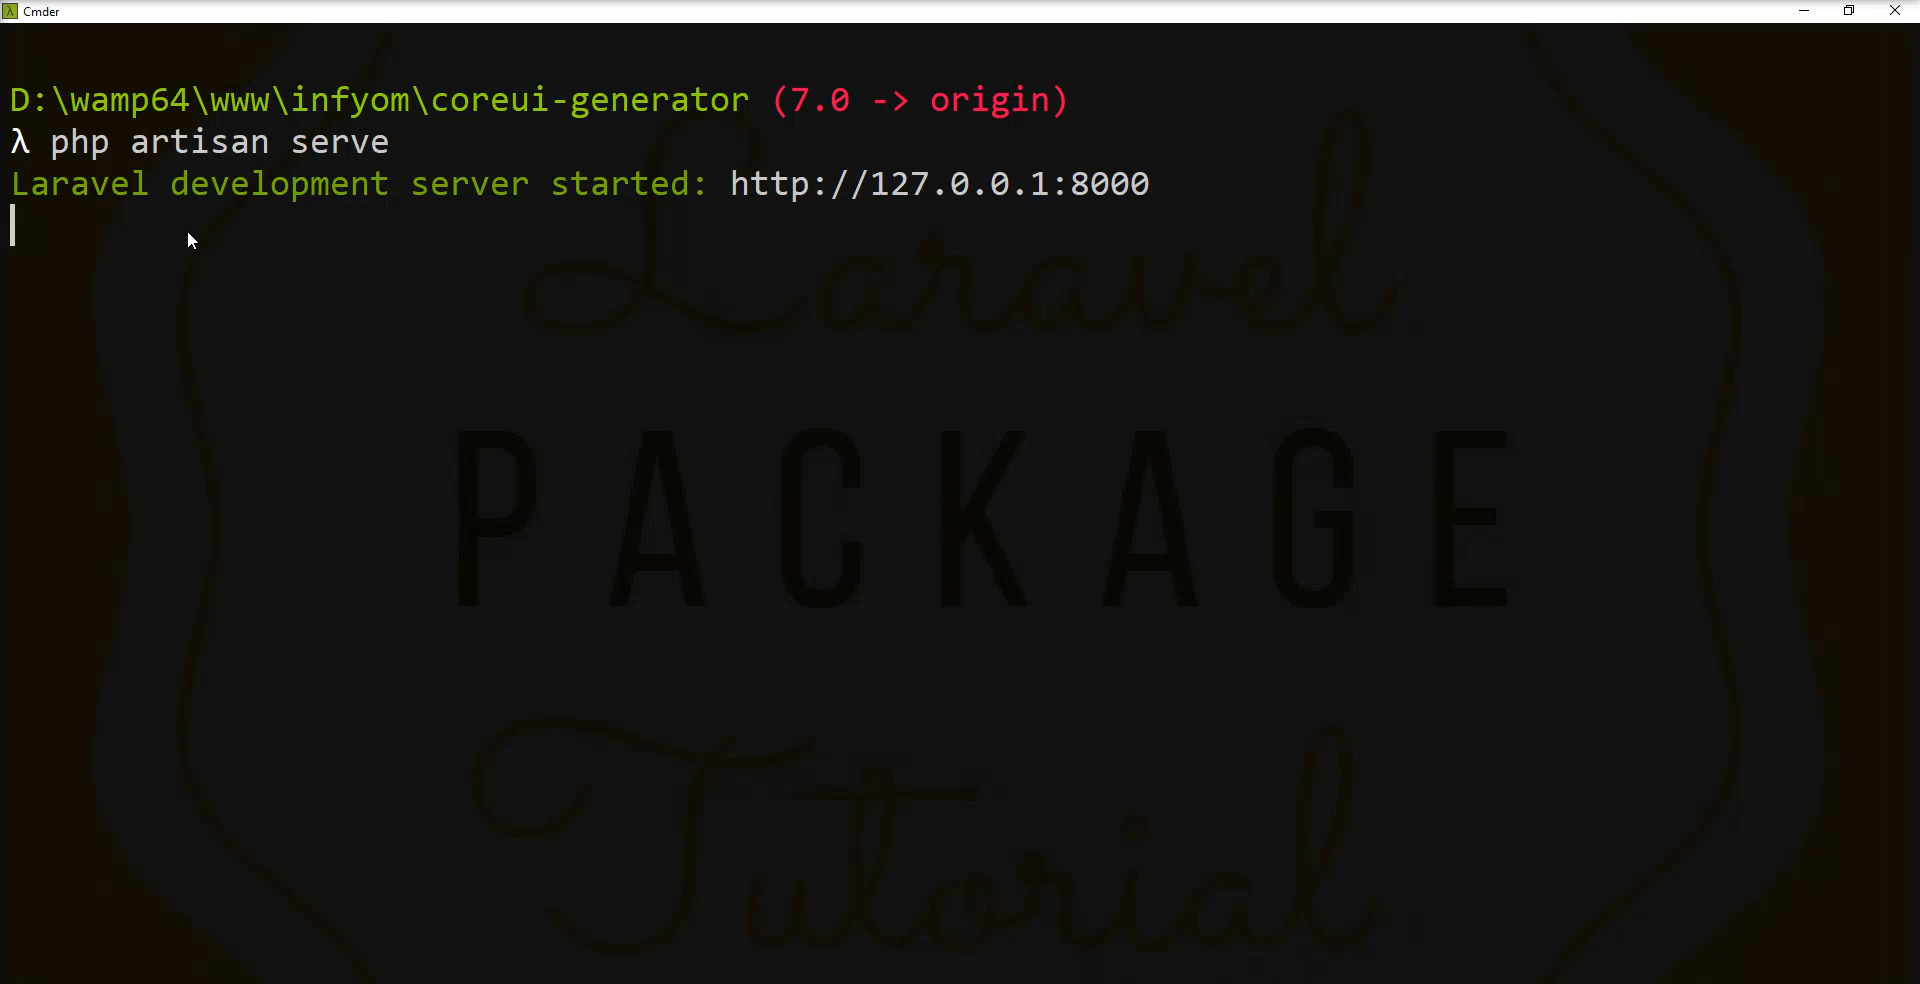 Cmder
D:\wamp64\www\infyom\coreui-generator (7.0 -> origin)
λ php artisan serve
Laravel development server started: http://127.0.0.1:8000
Laravel
PACKAGE
Tutorial